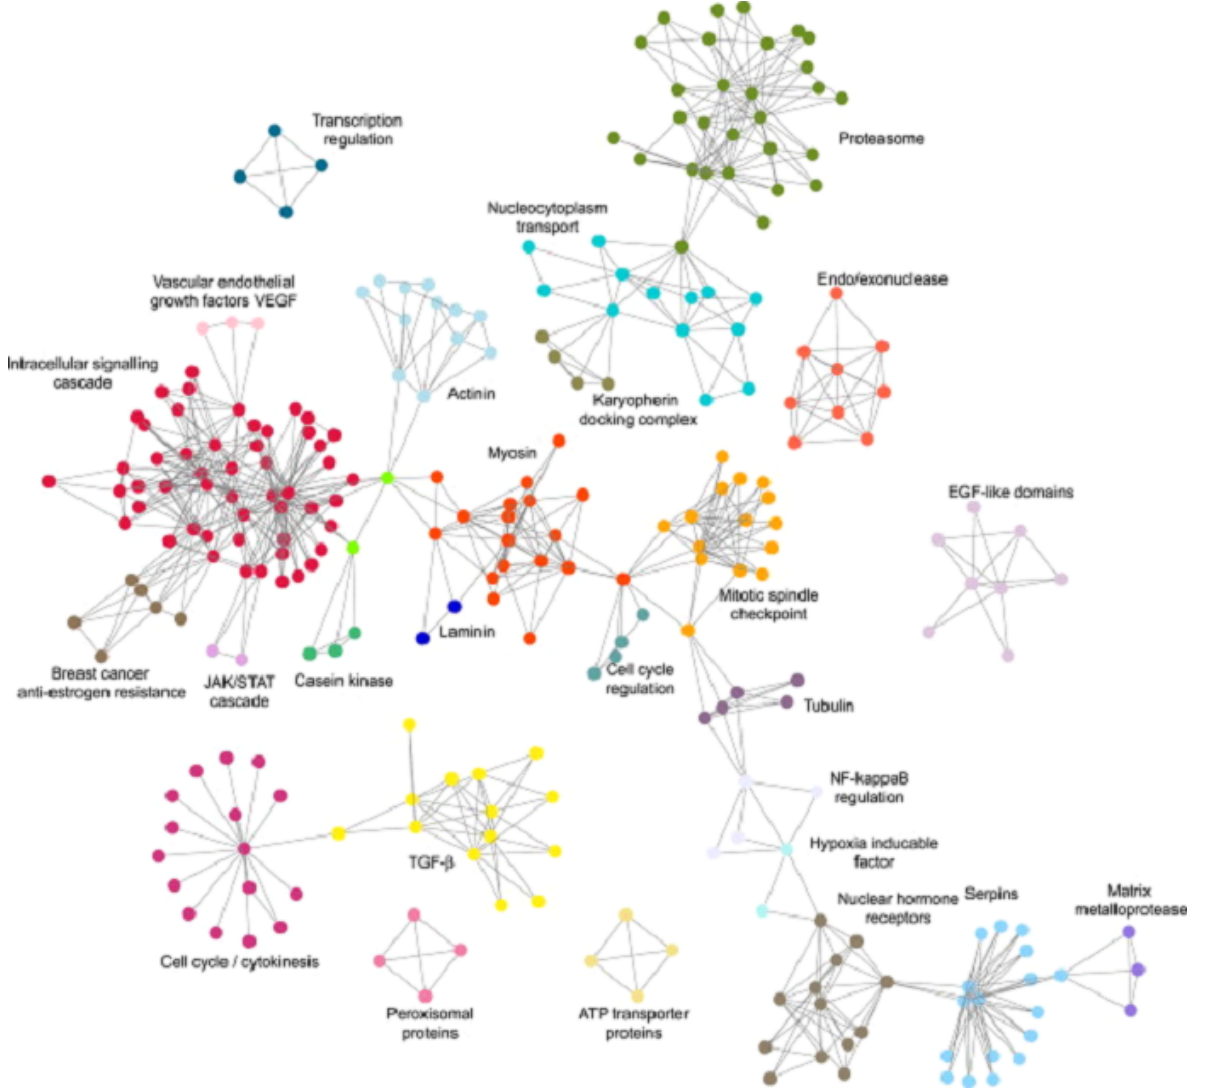 Transcription
regulation
Proteasome
Nucleocytoplasm
transport
Vascular endothelial
growth factors VEGF
Endo/exonuclease
Intracellular signalling
cascade
Actinin
Karyopherin
docking complex
Myosin
EGF-like domains
Mitotic spindle
checkpoint
Laminin
Breast cancer
anti-estrogen resistance
JAK/STAT
cascade
Casein kinase
Cell cycle
regulation
Tubulin
NF-kappaB
regulation
Hypoxia inducable
factor
TGF-β
Nuclear hormone
receptors
Serpins
Matrix
metalloprotease
Cell cycle / cytokinesis
Peroxisomal
proteins
ATP transporter
proteins